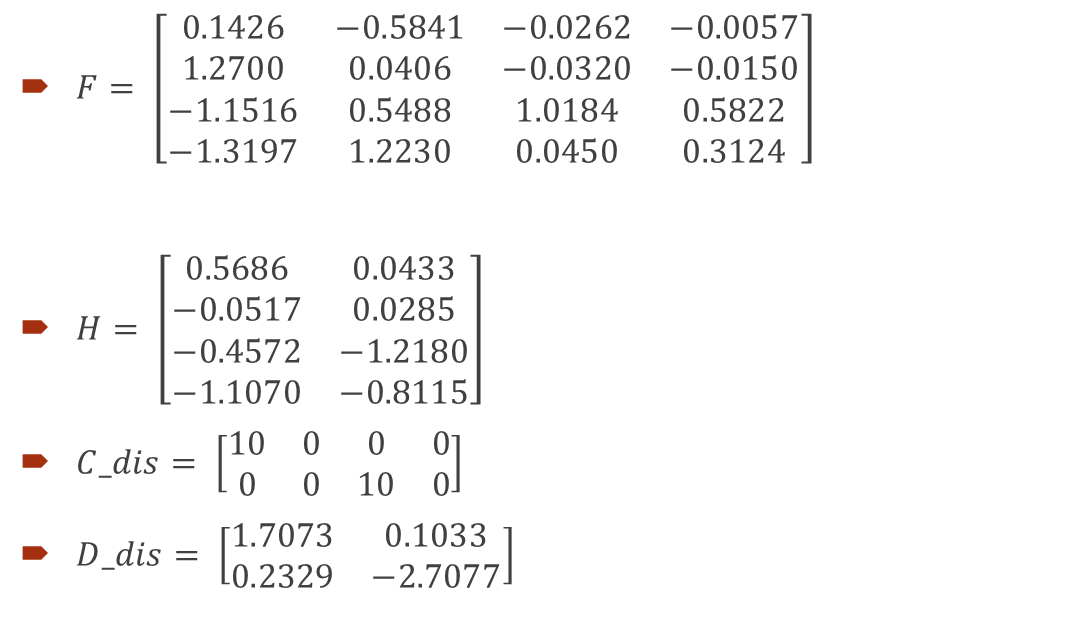 0.1426 −0.5841 −0.0262 −0.0057
1.2700 0.0406 −0.0320 −0.0150
F =
−1.1516 0.5488 1.0184 0.5822
−1.3197 1.2230 0.0450 0.3124
0.5686 0.0433
−0.0517 0.0285
H =
−0.4572 −1.2180
−1.1070 −0.8115
10 0 0 0
C_dis =
0 0 10 0
1.7073 0.1033
D_dis =
0.2329 −2.7077